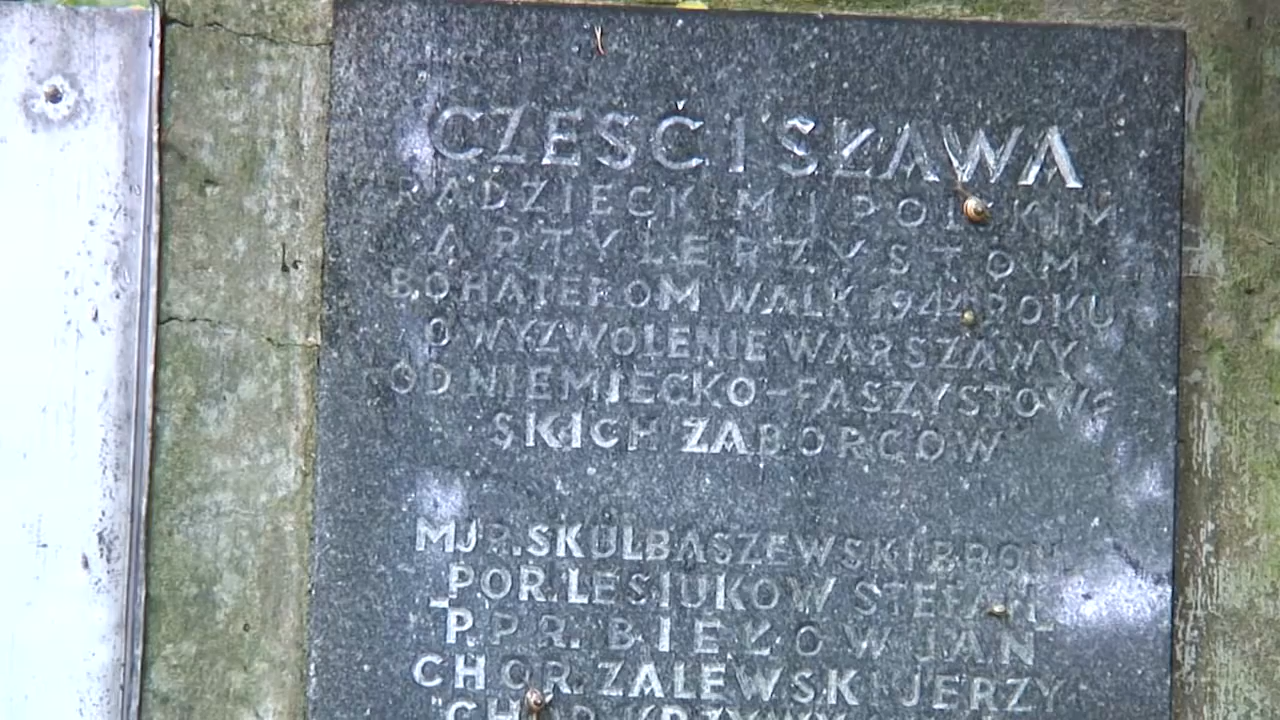 CZEŚĆ I SŁAWA
RADZIECKIM I POLSKIM
ARTYLERZYSTOM
BOHATEROM WALK 1944 ROKU
O WYZWOLENIE WARSZAWY
OD NIEMIECKO-FASZYSTOW-
SKICH ZABORCÓW
MJR. SKULBASZEWSKI BRON
POR. LESIUKOW STEFAN
P.P.R. BIEŁOW JAN
CHOR. ZALEWSKI JERZY
CHOR.